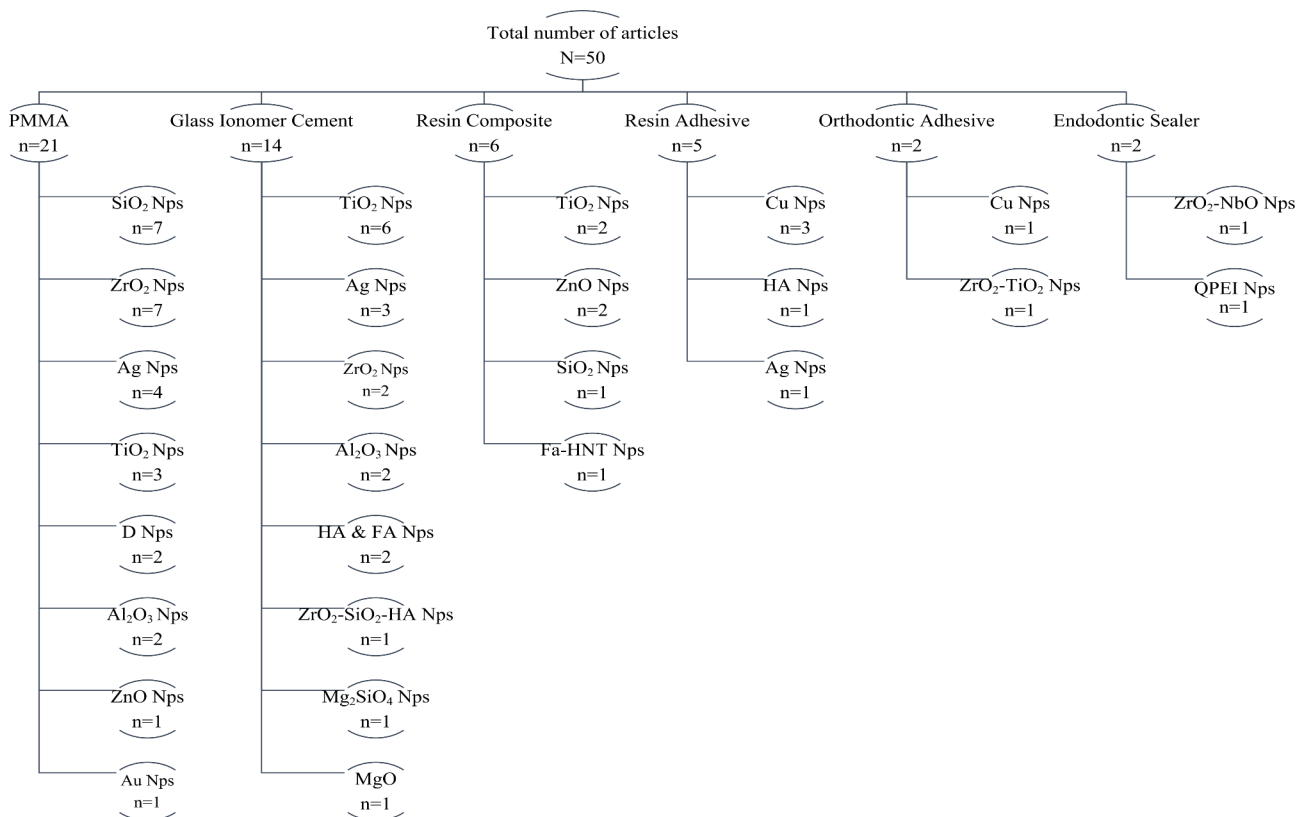 Total number of articles
N=50
PMMA
n=21
SiO₂ Nps
n=7
ZrO₂ Nps
n=7
Ag Nps
n=4
TiO₂ Nps
n=3
D Nps
n=2
Al₂O₃ Nps
n=2
ZnO Nps
n=1
Au Nps
n=1
Glass Ionomer Cement
n=14
TiO₂ Nps
n=6
Ag Nps
n=3
ZrO₂ Nps
n=2
Al₂O₃ Nps
n=2
HA & FA Nps
n=2
ZrO₂-SiO₂-HA Nps
n=1
Mg₂SiO₄ Nps
n=1
MgO
n=1
Resin Composite
n=6
TiO₂ Nps
n=2
ZnO Nps
n=2
SiO₂ Nps
n=1
Fa-HNT Nps
n=1
Resin Adhesive
n=5
Cu Nps
n=3
HA Nps
n=1
Ag Nps
n=1
Orthodontic Adhesive
n=2
Cu Nps
n=1
ZrO₂-TiO₂ Nps
n=1
Endodontic Sealer
n=2
ZrO₂-NbO Nps
n=1
QPEI Nps
n=1